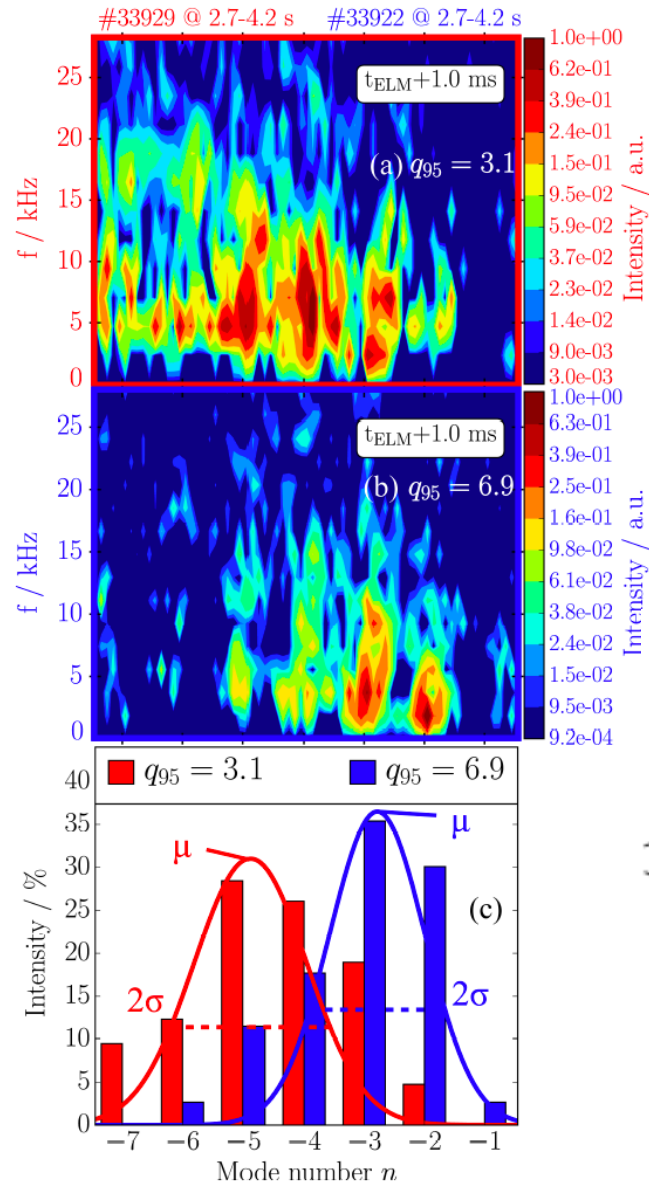 #33929 @ 2.7-4.2 s #33922 @ 2.7-4.2 s
t_ELM+1.0 ms
(a) q_95 = 3.1
f / kHz
25
20
15
10
5
0
1.0e+00
6.2e-01
3.9e-01
2.4e-01
1.5e-01
9.5e-02
5.9e-02
3.7e-02
2.3e-02
1.4e-02
9.0e-03
3.0e-03
Intensity / a.u.
t_ELM+1.0 ms
(b) q_95 = 6.9
f / kHz
25
20
15
10
5
0
1.0e+00
6.3e-01
4.0e-01
2.5e-01
1.6e-01
9.8e-02
6.1e-02
3.9e-02
2.4e-02
1.5e-02
9.5e-03
9.2e-04
Intensity / a.u.
q_95 = 3.1 q_95 = 6.9
μ μ
(c)
2σ 2σ
Intensity / %
40
35
30
25
20
15
10
5
0
−7 −6 −5 −4 −3 −2 −1
Mode number n